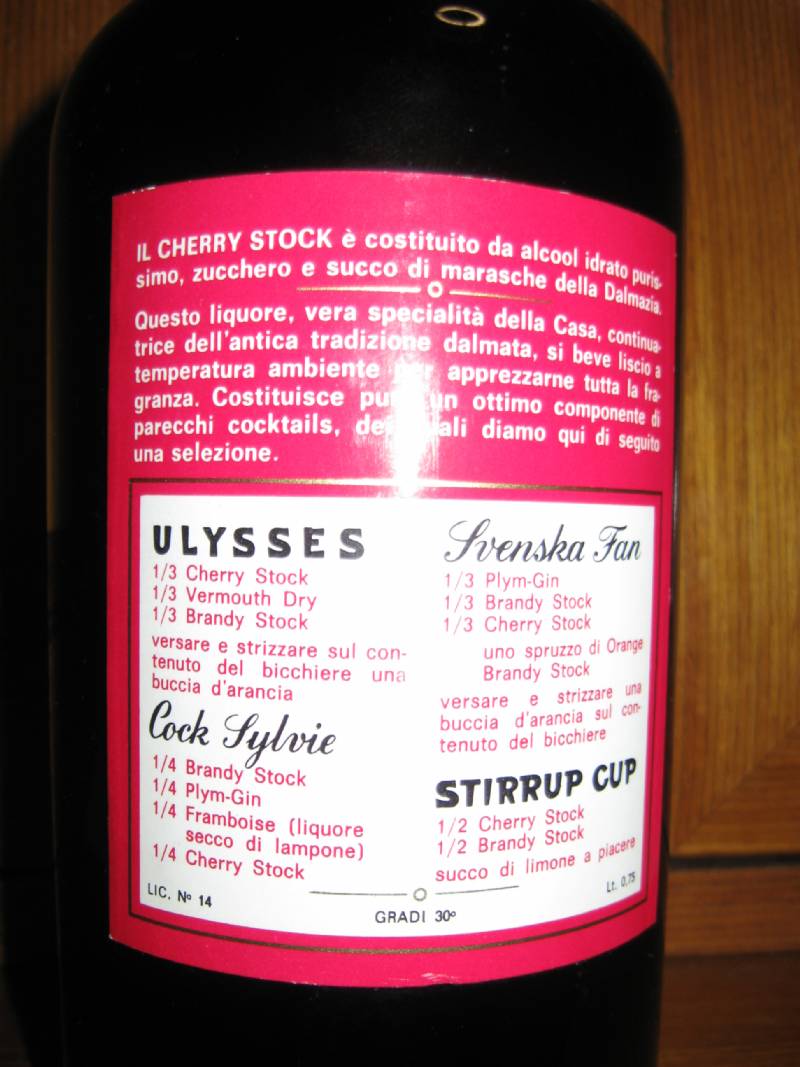 IL CHERRY STOCK è costituito da alcool idrato puris-
simo, zucchero e succo di marasche della Dalmazia.
Questo liquore, vera specialità della Casa, continua-
trice dell'antica tradizione dalmata, si beve liscio a
temperatura ambiente per apprezzarne tutta la fra-
granza. Costituisce pure un ottimo componente di
parecchi cocktails, dei quali diamo qui di seguito
una selezione.
ULYSSES
1/3 Cherry Stock
1/3 Vermouth Dry
1/3 Brandy Stock
versare e strizzare sul con-
tenuto del bicchiere una
buccia d'arancia
Cock Sylvie
1/4 Brandy Stock
1/4 Plym-Gin
1/4 Framboise (liquore
secco di lampone)
1/4 Cherry Stock
Svenska Fan
1/3 Plym-Gin
1/3 Brandy Stock
1/3 Cherry Stock
uno spruzzo di Orange
Brandy Stock
versare e strizzare una
buccia d'arancia sul con-
tenuto del bicchiere
STIRRUP CUP
1/2 Cherry Stock
1/2 Brandy Stock
succo di limone a piacere
LIC. Nº 14
GRADI 30º
Lt. 0,75